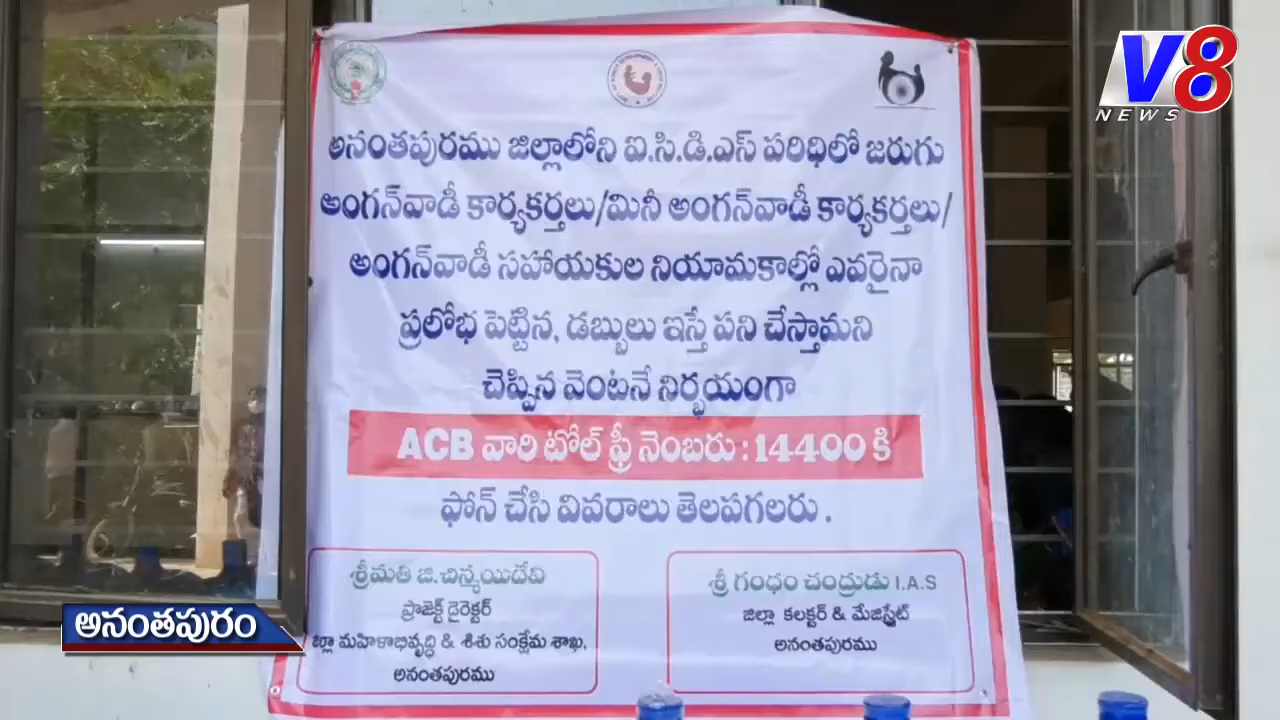 V8
NEWS
అనంతపురము జిల్లాలోని ఐ.సి.డి.ఎస్ పరిధిలో జరుగు
అంగన్‌వాడీ కార్యకర్తలు/మినీ అంగన్‌వాడీ కార్యకర్తలు/
అంగన్‌వాడీ సహాయకుల నియామకాల్లో ఎవరైనా
ప్రలోభ పెట్టిన, డబ్బులు ఇస్తే పని చేస్తామని
చెప్పిన వెంటనే నిర్భయంగా
ACB వారి టోల్ ఫ్రీ నెంబరు : 14400 కి
ఫోన్ చేసి వివరాలు తెలపగలరు .
శ్రీమతి జి.చిన్మయిదేవి
ప్రాజెక్ట్ డైరెక్టర్
మహిళాభివృద్ధి & శిశు సంక్షేమ శాఖ,
అనంతపురము
శ్రీ గంధం చంద్రుడు I.A.S
జిల్లా కలక్టర్ & మేజిస్ట్రేట్
అనంతపురము
అనంతపురం